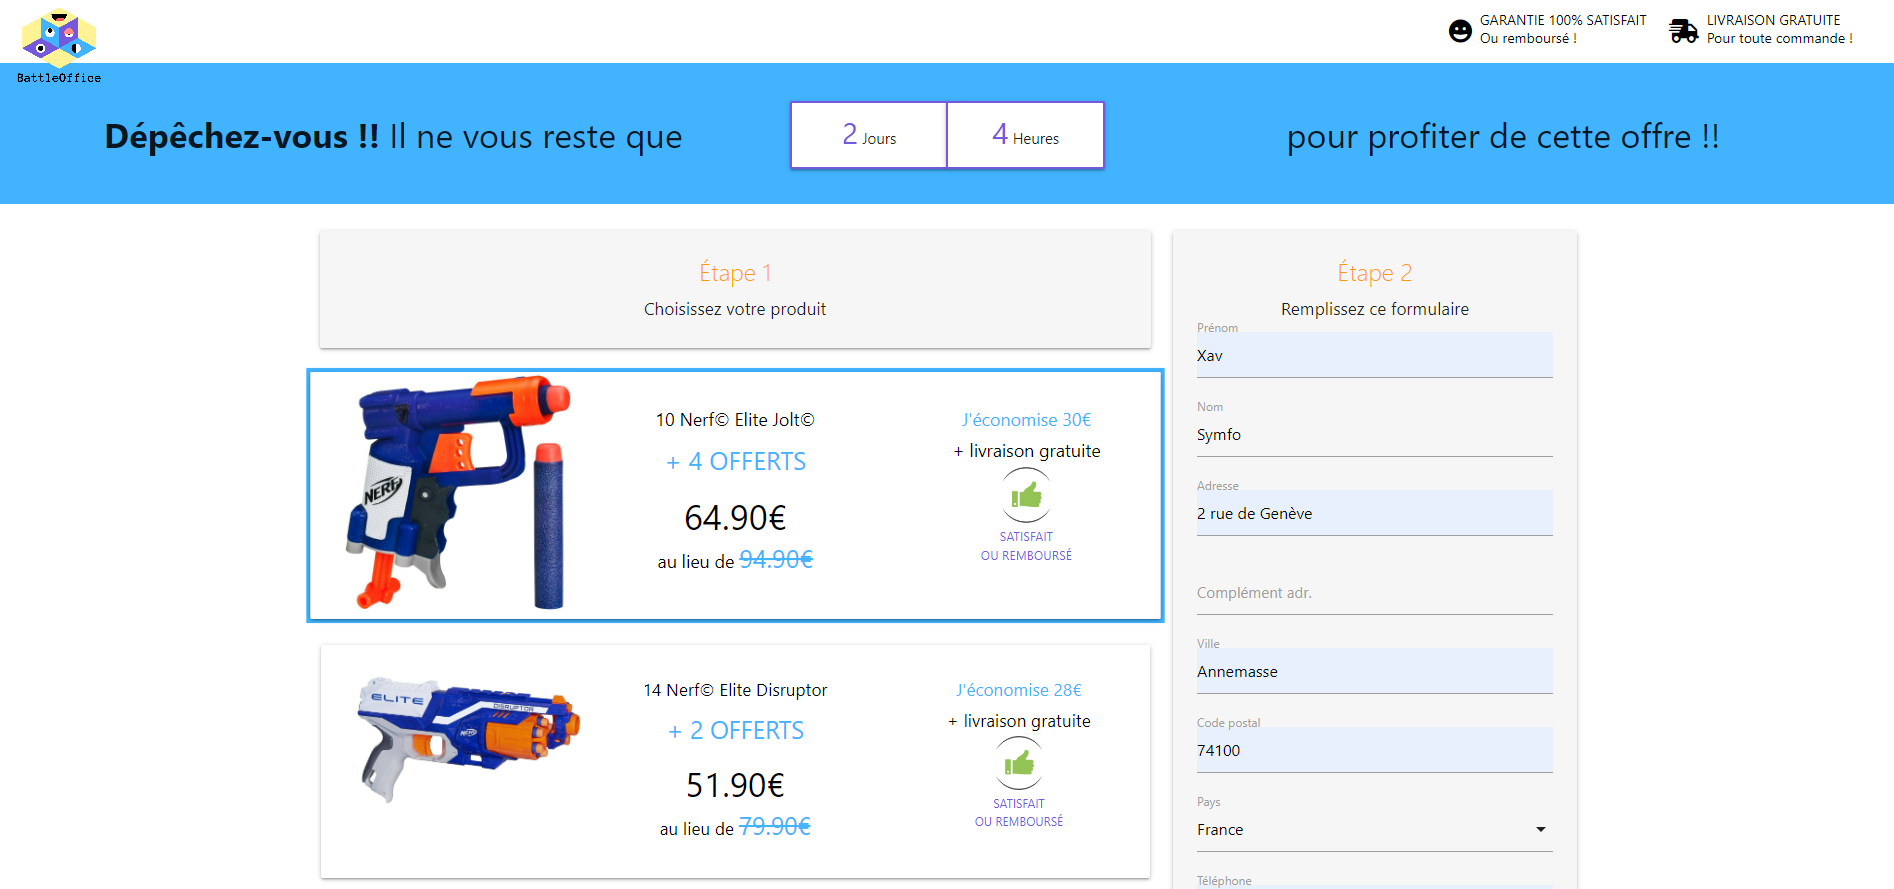 BattleOffice
GARANTIE 100% SATISFAIT
Ou remboursé !
LIVRAISON GRATUITE
Pour toute commande !
Dépêchez-vous !! Il ne vous reste que
2 Jours
4 Heures
pour profiter de cette offre !!
Étape 1
Choisissez votre produit
NERF
10 Nerf© Elite Jolt©
+ 4 OFFERTS
64.90€
au lieu de 94.90€
J'économise 30€
+ livraison gratuite
SATISFAIT
OU REMBOURSÉ
ELITE
DISRUPTOR
NERF
14 Nerf© Elite Disruptor
+ 2 OFFERTS
51.90€
au lieu de 79.90€
J'économise 28€
+ livraison gratuite
SATISFAIT
OU REMBOURSÉ
Étape 2
Remplissez ce formulaire
Prénom
Xav
Nom
Symfo
Adresse
2 rue de Genève
Complément adr.
Ville
Annemasse
Code postal
74100
Pays
France
Téléphone